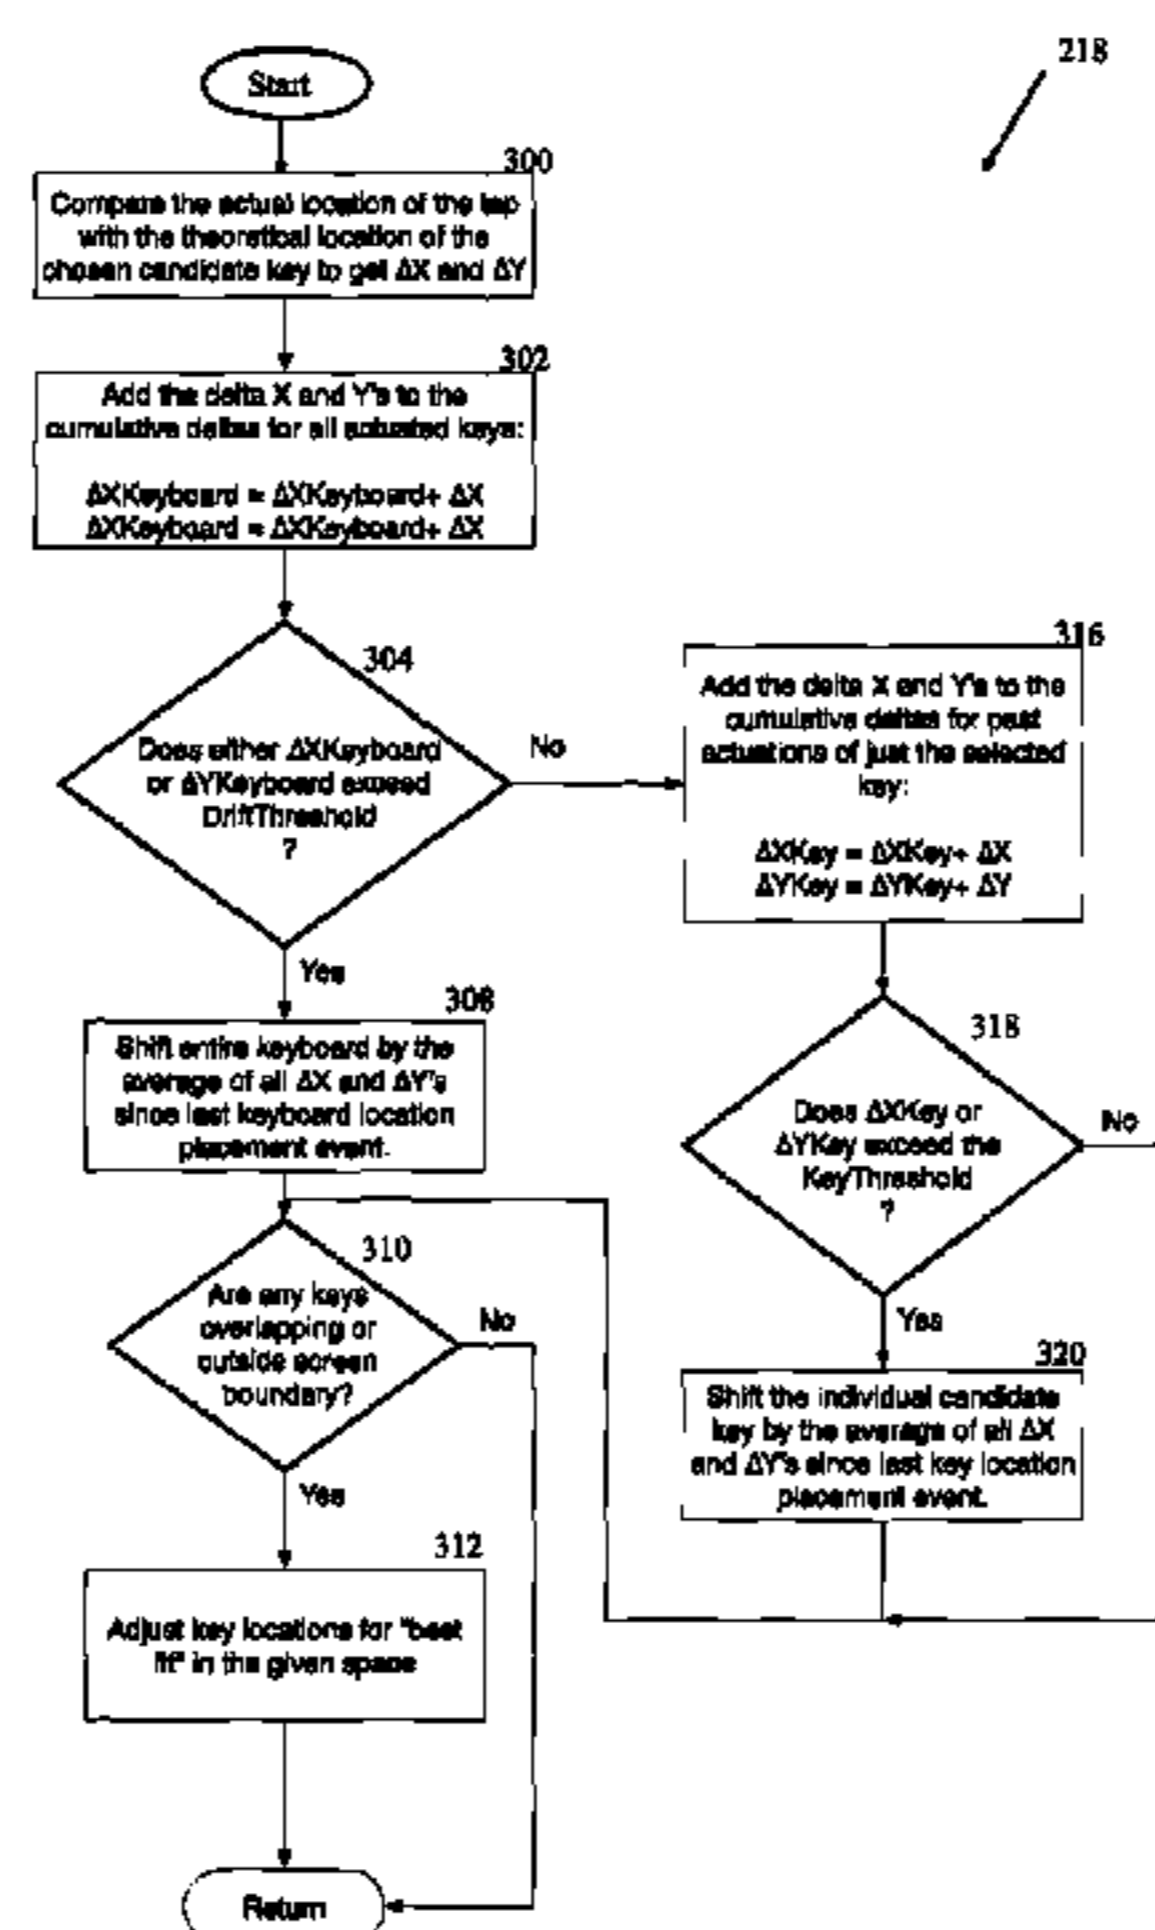 218
Start
300
Compare the actual location of the tap
with the theoretical location of the
chosen candidate key to get ΔX and ΔY
302
Add the delta X and Y's to the
cumulative deltas for all actuated keys:
ΔXKeyboard = ΔXKeyboard+ ΔX
ΔXKeyboard = ΔXKeyboard+ ΔX
304
Does either ΔXKeyboard
or ΔYKeyboard exceed
DriftThreshold
?
No
Yes
316
Add the delta X and Y's to the
cumulative deltas for past
actuations of just the selected
key:
ΔXKey = ΔXKey+ ΔX
ΔYKey = ΔYKey+ ΔY
308
Shift entire keyboard by the
average of all ΔX and ΔY's
since last keyboard location
placement event.
318
Does ΔXKey or
ΔYKey exceed the
KeyThreshold
?
No
Yes
310
Are any keys
overlapping or
outside screen
boundary?
No
Yes
320
Shift the individual candidate
key by the average of all ΔX
and ΔY's since last key location
placement event.
312
Adjust key locations for "best
fit" in the given space
Return